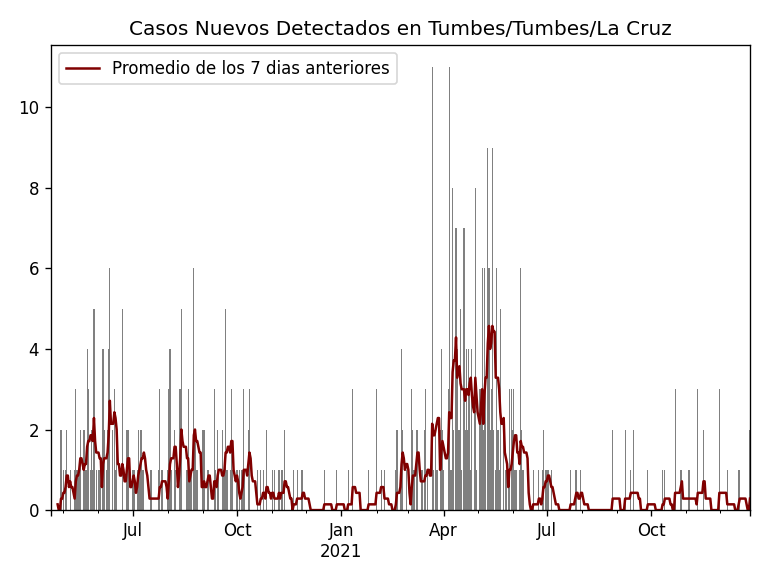 Casos Nuevos Detectados en Tumbes/Tumbes/La Cruz
Promedio de los 7 dias anteriores
10
8
6
4
2
0
Jul
Oct
Jan
2021
Apr
Jul
Oct